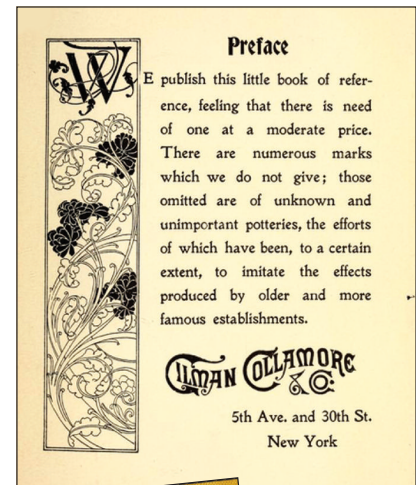 Preface
WE publish this little book of refer-
ence, feeling that there is need
of one at a moderate price.
There are numerous marks
which we do not give; those
omitted are of unknown and
unimportant potteries, the efforts
of which have been, to a certain
extent, to imitate the effects
produced by older and more
famous establishments.
GILMAN COLLAMORE
& CO.
5th Ave. and 30th St.
New York